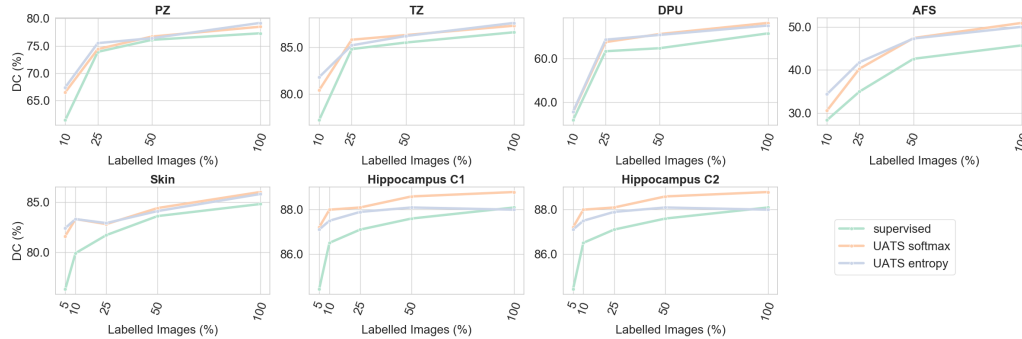 PZ
TZ
DPU
AFS
80.0
75.0
70.0
65.0
DC (%)
10
25
50
100
Labelled Images (%)
85.0
80.0
10
25
50
100
Labelled Images (%)
60.0
40.0
10
25
50
100
Labelled Images (%)
50.0
40.0
30.0
10
25
50
100
Labelled Images (%)
Skin
Hippocampus C1
Hippocampus C2
85.0
80.0
DC (%)
5
10
25
50
100
Labelled Images (%)
88.0
86.0
5
10
25
50
100
Labelled Images (%)
88.0
86.0
5
10
25
50
100
Labelled Images (%)
supervised
UATS softmax
UATS entropy